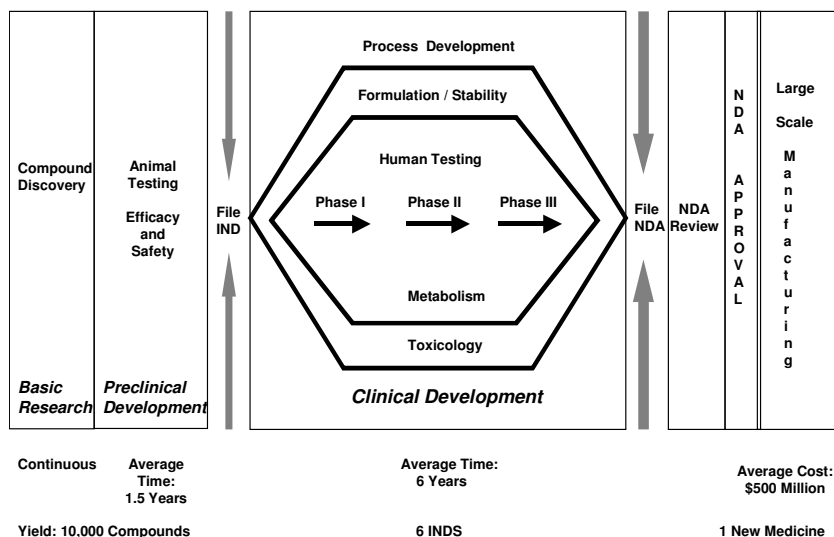 Compound
Discovery
Basic
Research
Animal
Testing
Efficacy
and
Safety
Preclinical
Development
File
IND
Process Development
Formulation / Stability
Human Testing
Phase I
Phase II
Phase III
Metabolism
Toxicology
Clinical Development
File
NDA
NDA
Review
NDA APPROVAL
Large
Scale
Manufacturing
Continuous
Average
Time:
1.5 Years
Average Time:
6 Years
Average Cost:
$500 Million
Yield: 10,000 Compounds
6 INDS
1 New Medicine